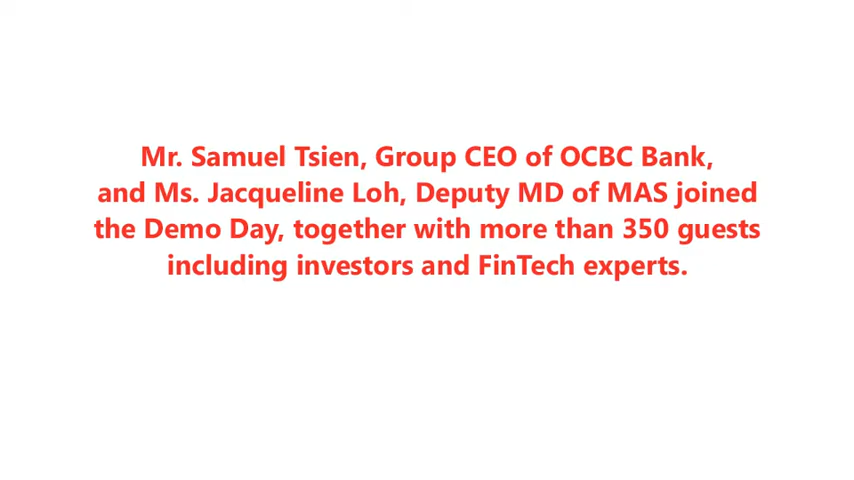 Mr. Samuel Tsien, Group CEO of OCBC Bank,
and Ms. Jacqueline Loh, Deputy MD of MAS joined
the Demo Day, together with more than 350 guests
including investors and FinTech experts.